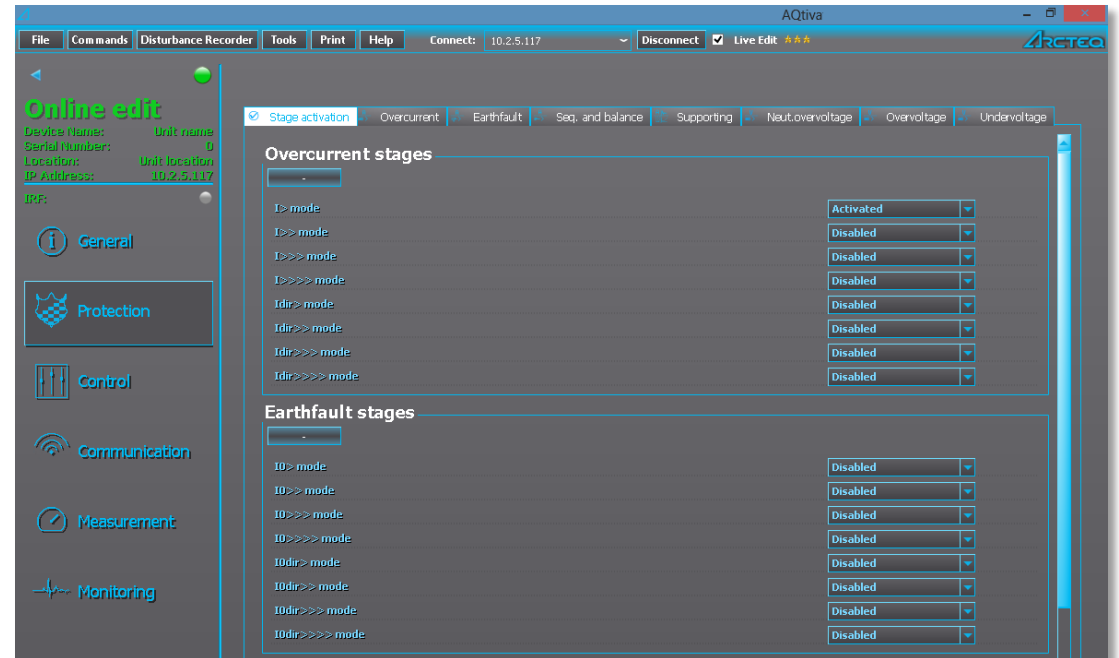 AQtiva
File Commands Disturbance Recorder Tools Print Help Connect: 10.2.5.117 Disconnect Live Edit
ARCTEQ
Online edit
Device Name: Unit name
Serial Number: 0
Location: Unit location
IP Address: 10.2.5.117
IRF:
General
Protection
Control
Communication
Measurement
Monitoring
Stage activation Overcurrent Earthfault Seq. and balance Supporting Neut.overvoltage Overvoltage Undervoltage
Overcurrent stages
-
I> mode Activated
I>> mode Disabled
I>>> mode Disabled
I>>>> mode Disabled
Idir> mode Disabled
Idir>> mode Disabled
Idir>>> mode Disabled
Idir>>>> mode Disabled
Earthfault stages
-
I0> mode Disabled
I0>> mode Disabled
I0>>> mode Disabled
I0>>>> mode Disabled
I0dir> mode Disabled
I0dir>> mode Disabled
I0dir>>> mode Disabled
I0dir>>>> mode Disabled